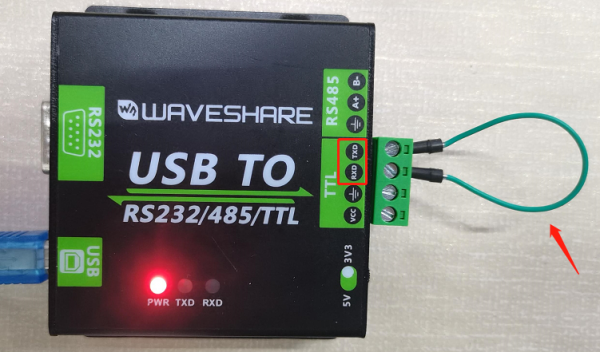 WAVESHARE
USB TO
RS232/485/TTL
RS232
USB
PWR TXD RXD
RS485
B-
A+
TTL
TXD
RXD
VCC
3V3
5V